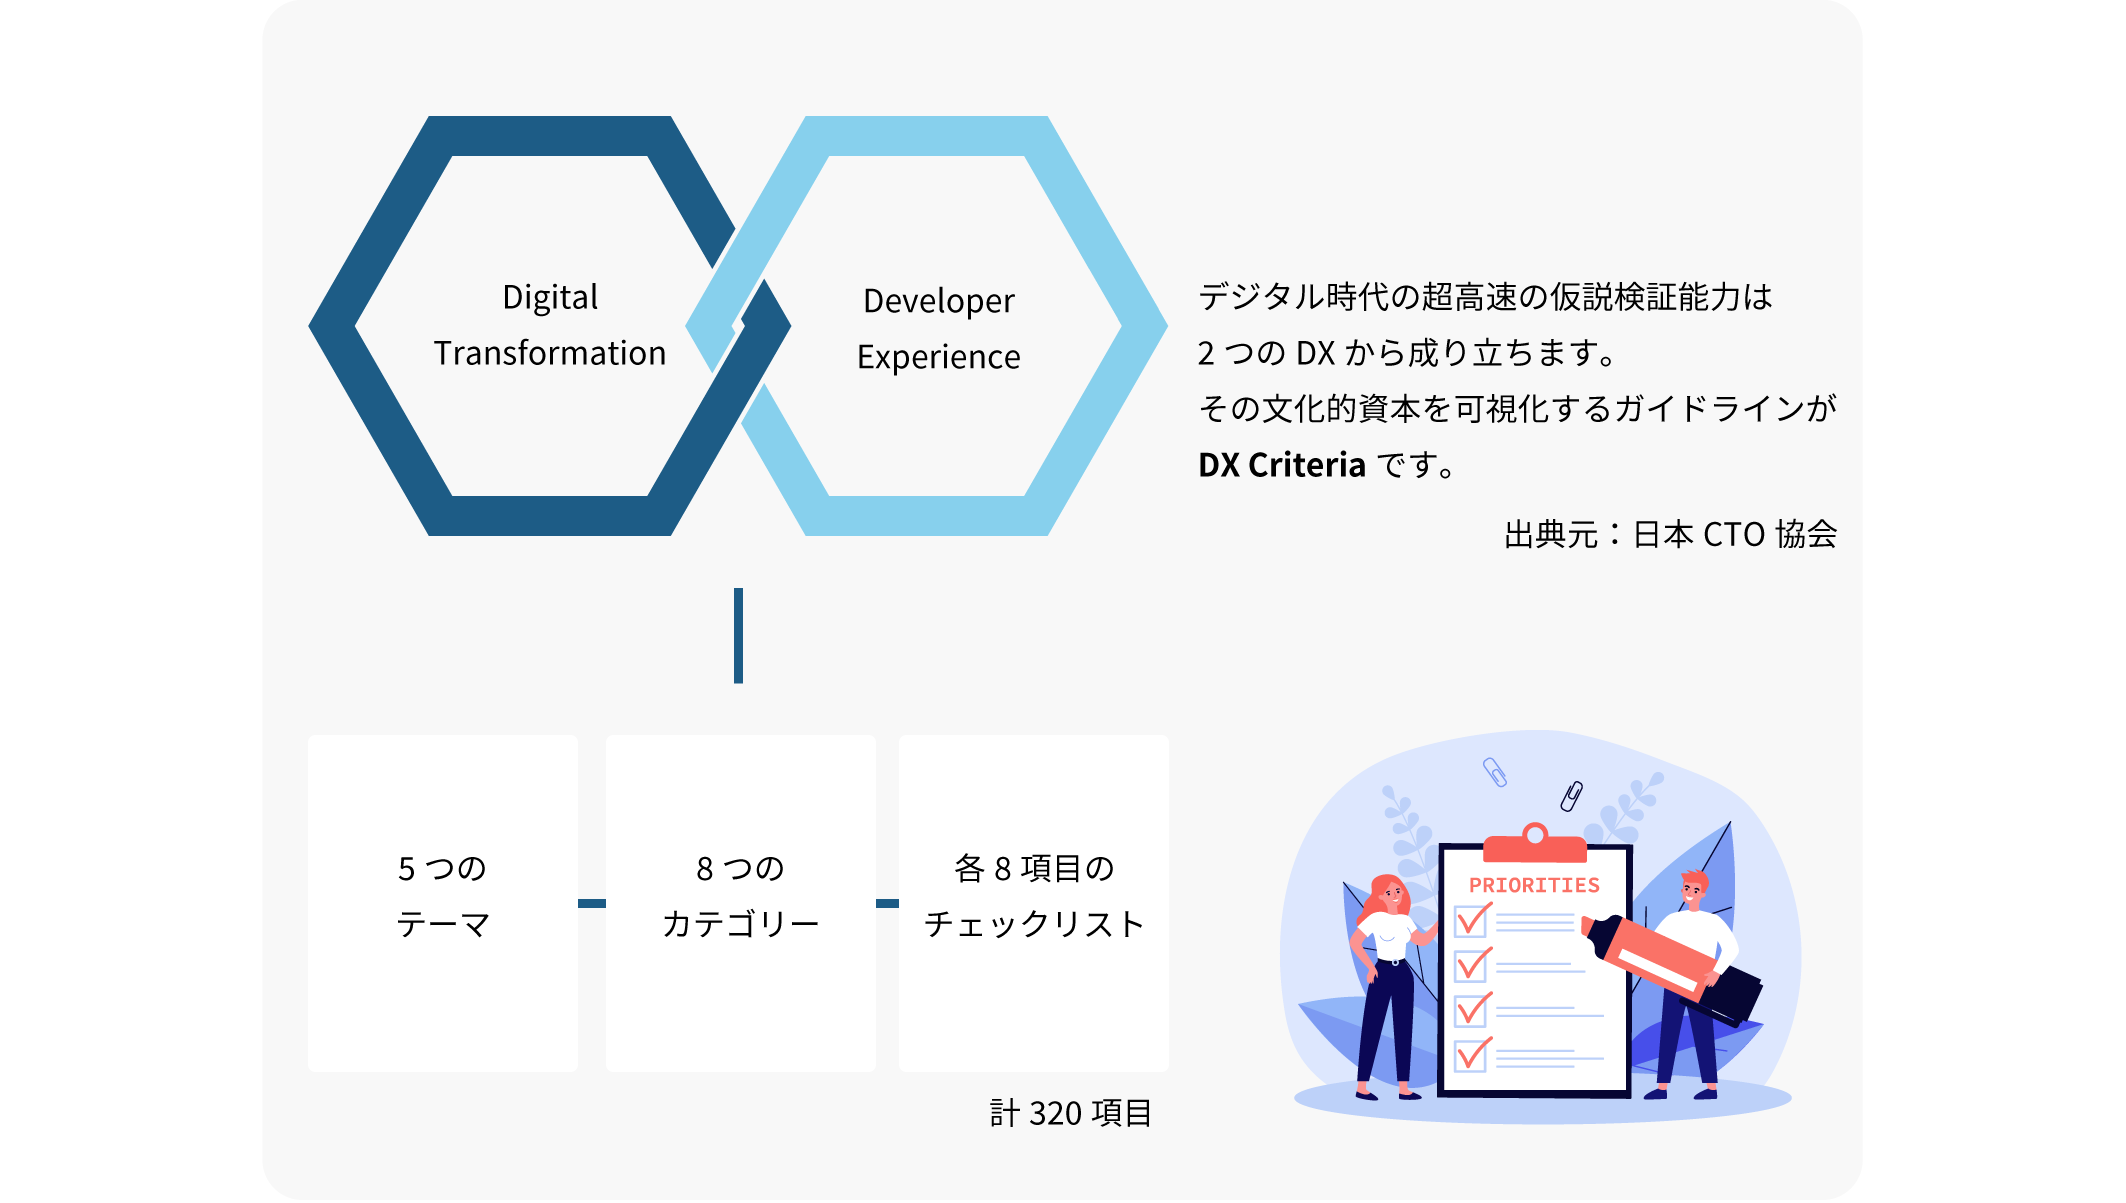 Digital
Transformation
Developer
Experience
デジタル時代の超高速の仮説検証能力は
2 つの DX から成り立ちます。
その文化的資本を可視化するガイドラインが
DX Criteria です。
出典元：日本 CTO 協会
5 つの
テーマ
8 つの
カテゴリー
各 8 項目の
チェックリスト
計 320 項目
PRIORITIES